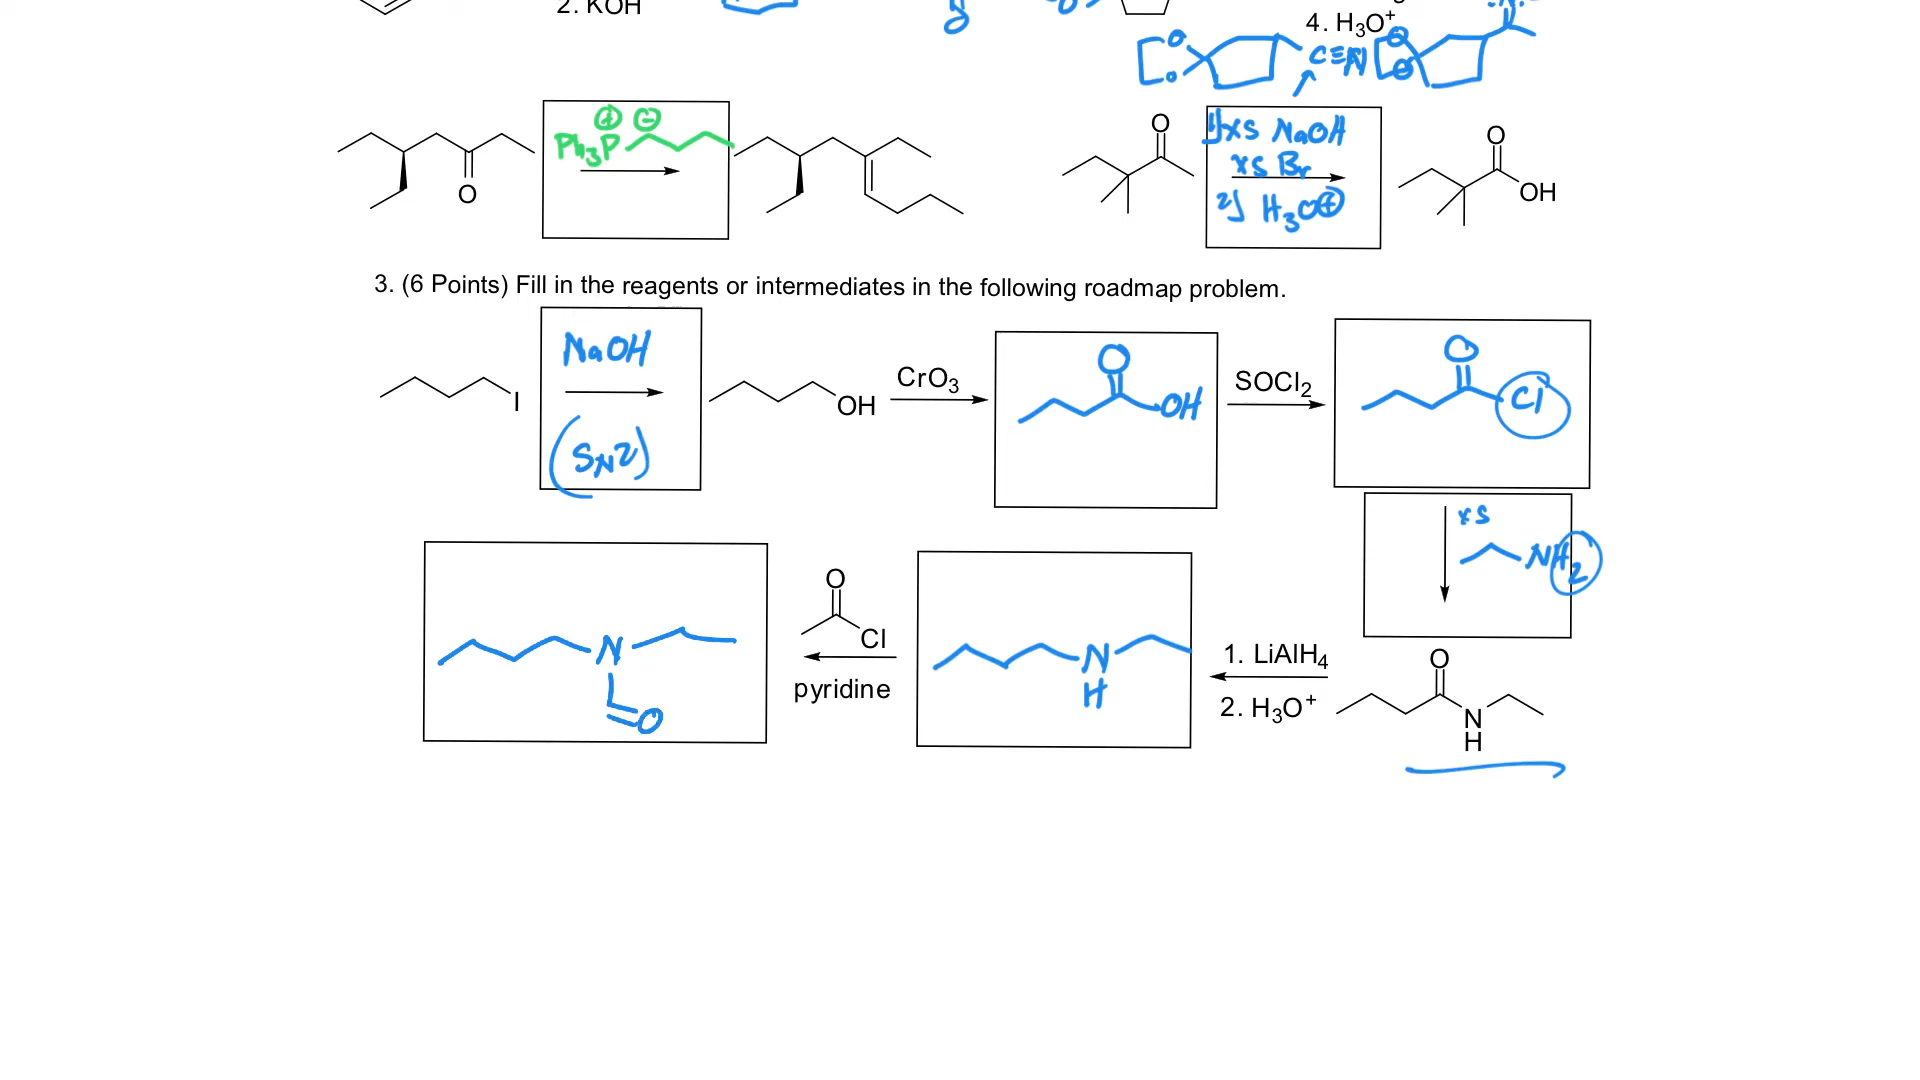 2. KOH
4. H3O+
C≡N
Ph3P
⊕ ⊖
O
O
1) xs NaOH
xs Br
2) H3O⊕
O
OH
3. (6 Points) Fill in the reagents or intermediates in the following roadmap problem.
NaOH
(SN2)
I
OH
CrO3
O
OH
SOCl2
O
Cl
xs
NH2
N
O
O
Cl
pyridine
N
H
1. LiAlH4
2. H3O+
O
N
H